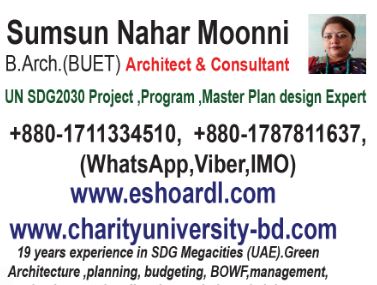 Sumsun Nahar Moonni
B.Arch.(BUET) Architect & Consultant
UN SDG2030 Project ,Program ,Master Plan design Expert
+880-1711334510, +880-1787811637,
(WhatsApp,Viber,IMO)
www.eshoardl.com
www.charityuniversity-bd.com
19 years experience in SDG Megacities (UAE).Green
Architecture ,planning, budgeting, BOWF,management,